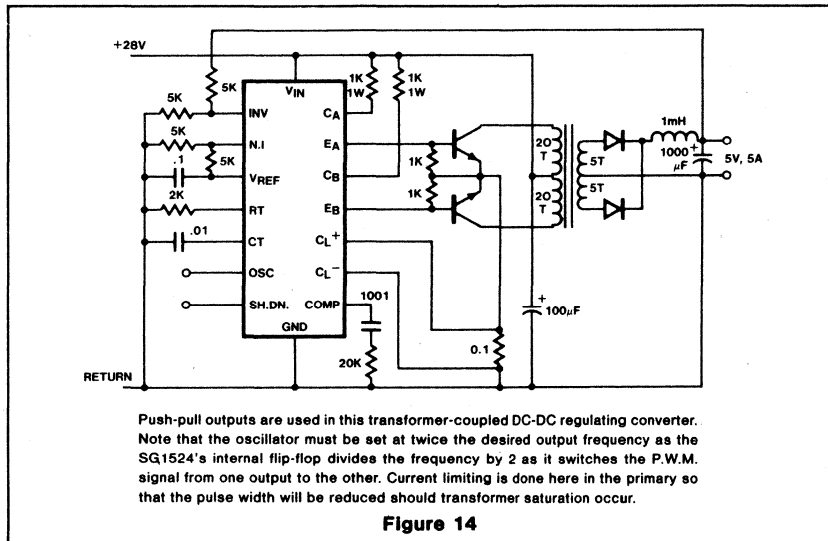 +28V
5K
5K
5K
5K
.1
2K
.01
VIN
INV
N.I
VREF
RT
CT
OSC
SH.DN.
GND
CA
EA
CB
EB
CL+
CL−
COMP
1K
1W
1K
1W
1K
1K
1001
20K
20
T
20
T
5T
5T
1mH
1000
µF
+
5V, 5A
+
100µF
0.1
RETURN
Push-pull outputs are used in this transformer-coupled DC-DC regulating converter.
Note that the oscillator must be set at twice the desired output frequency as the
SG1524's internal flip-flop divides the frequency by 2 as it switches the P.W.M.
signal from one output to the other. Current limiting is done here in the primary so
that the pulse width will be reduced should transformer saturation occur.
Figure 14